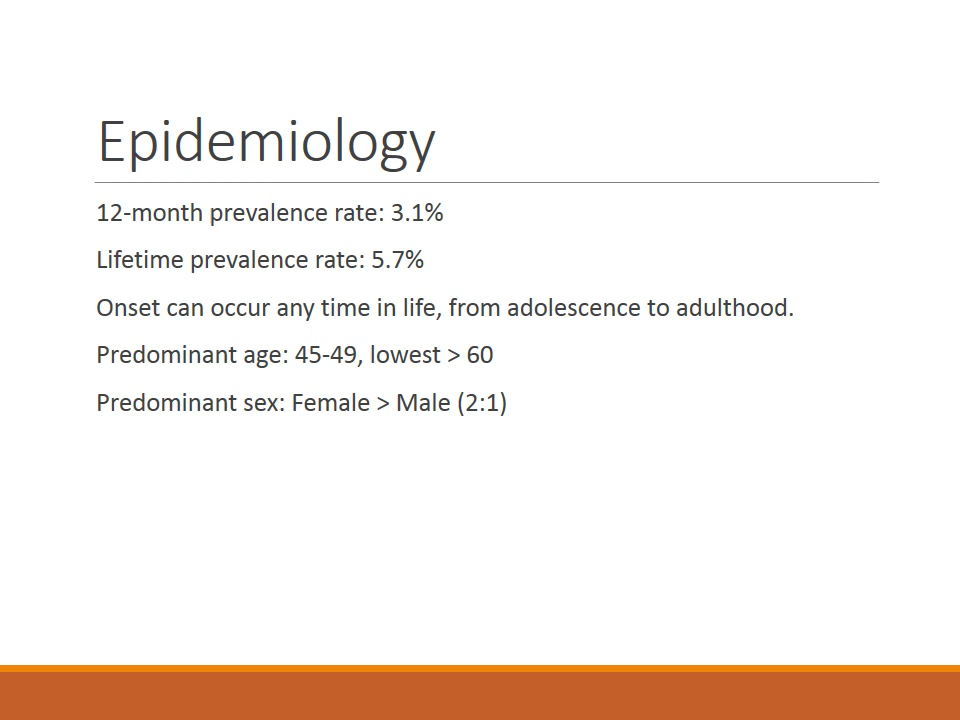 Epidemiology
12-month prevalence rate: 3.1%
Lifetime prevalence rate: 5.7%
Onset can occur any time in life, from adolescence to adulthood.
Predominant age: 45-49, lowest > 60
Predominant sex: Female > Male (2:1)